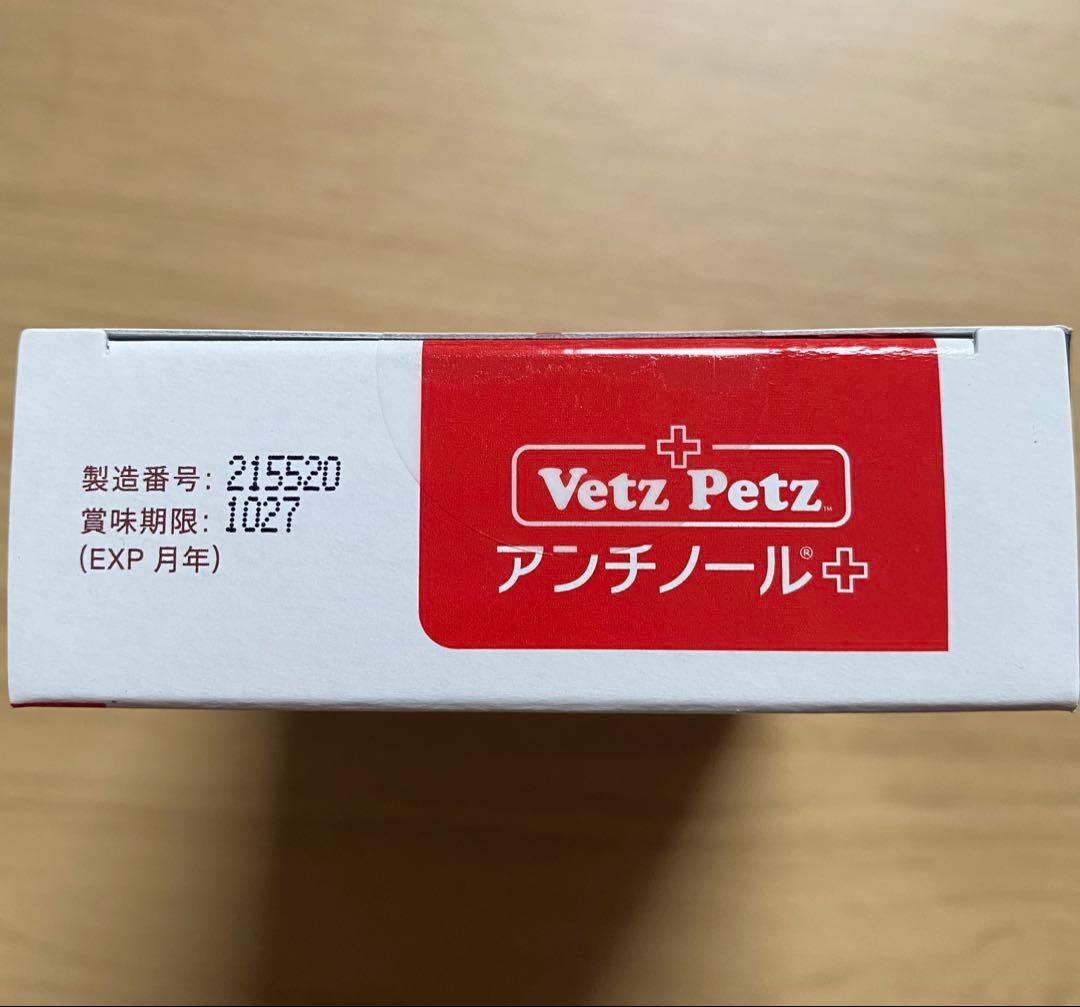 製造番号: 215520
賞味期限: 1027
(EXP 月年)
Vetz Petz™
アンチノール®+